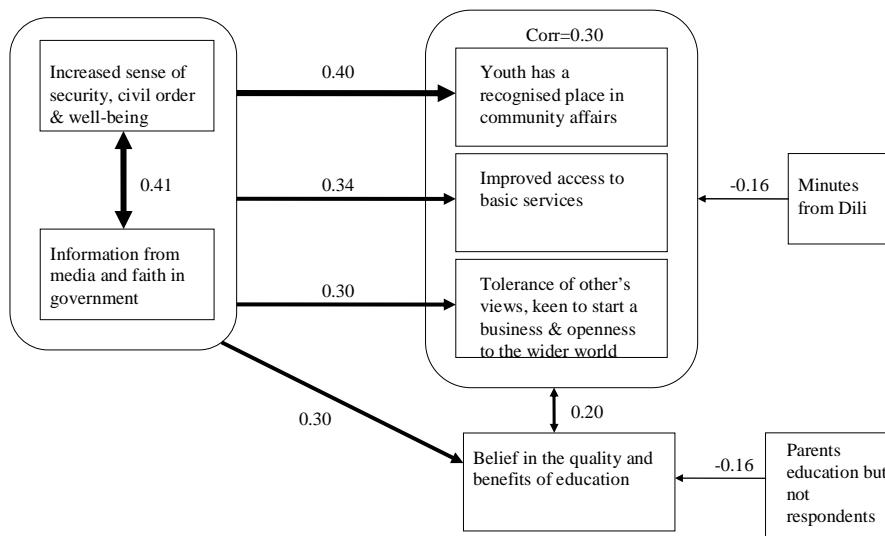 Corr=0.30
Increased sense of
security, civil order
& well-being
0.40
Youth has a
recognised place in
community affairs
0.41
0.34
Improved access to
basic services
-0.16
Minutes
from Dili
Information from
media and faith in
government
0.30
Tolerance of other's
views, keen to start a
business & openness
to the wider world
0.30
0.20
Belief in the quality and
benefits of education
-0.16
Parents
education but
not
respondents